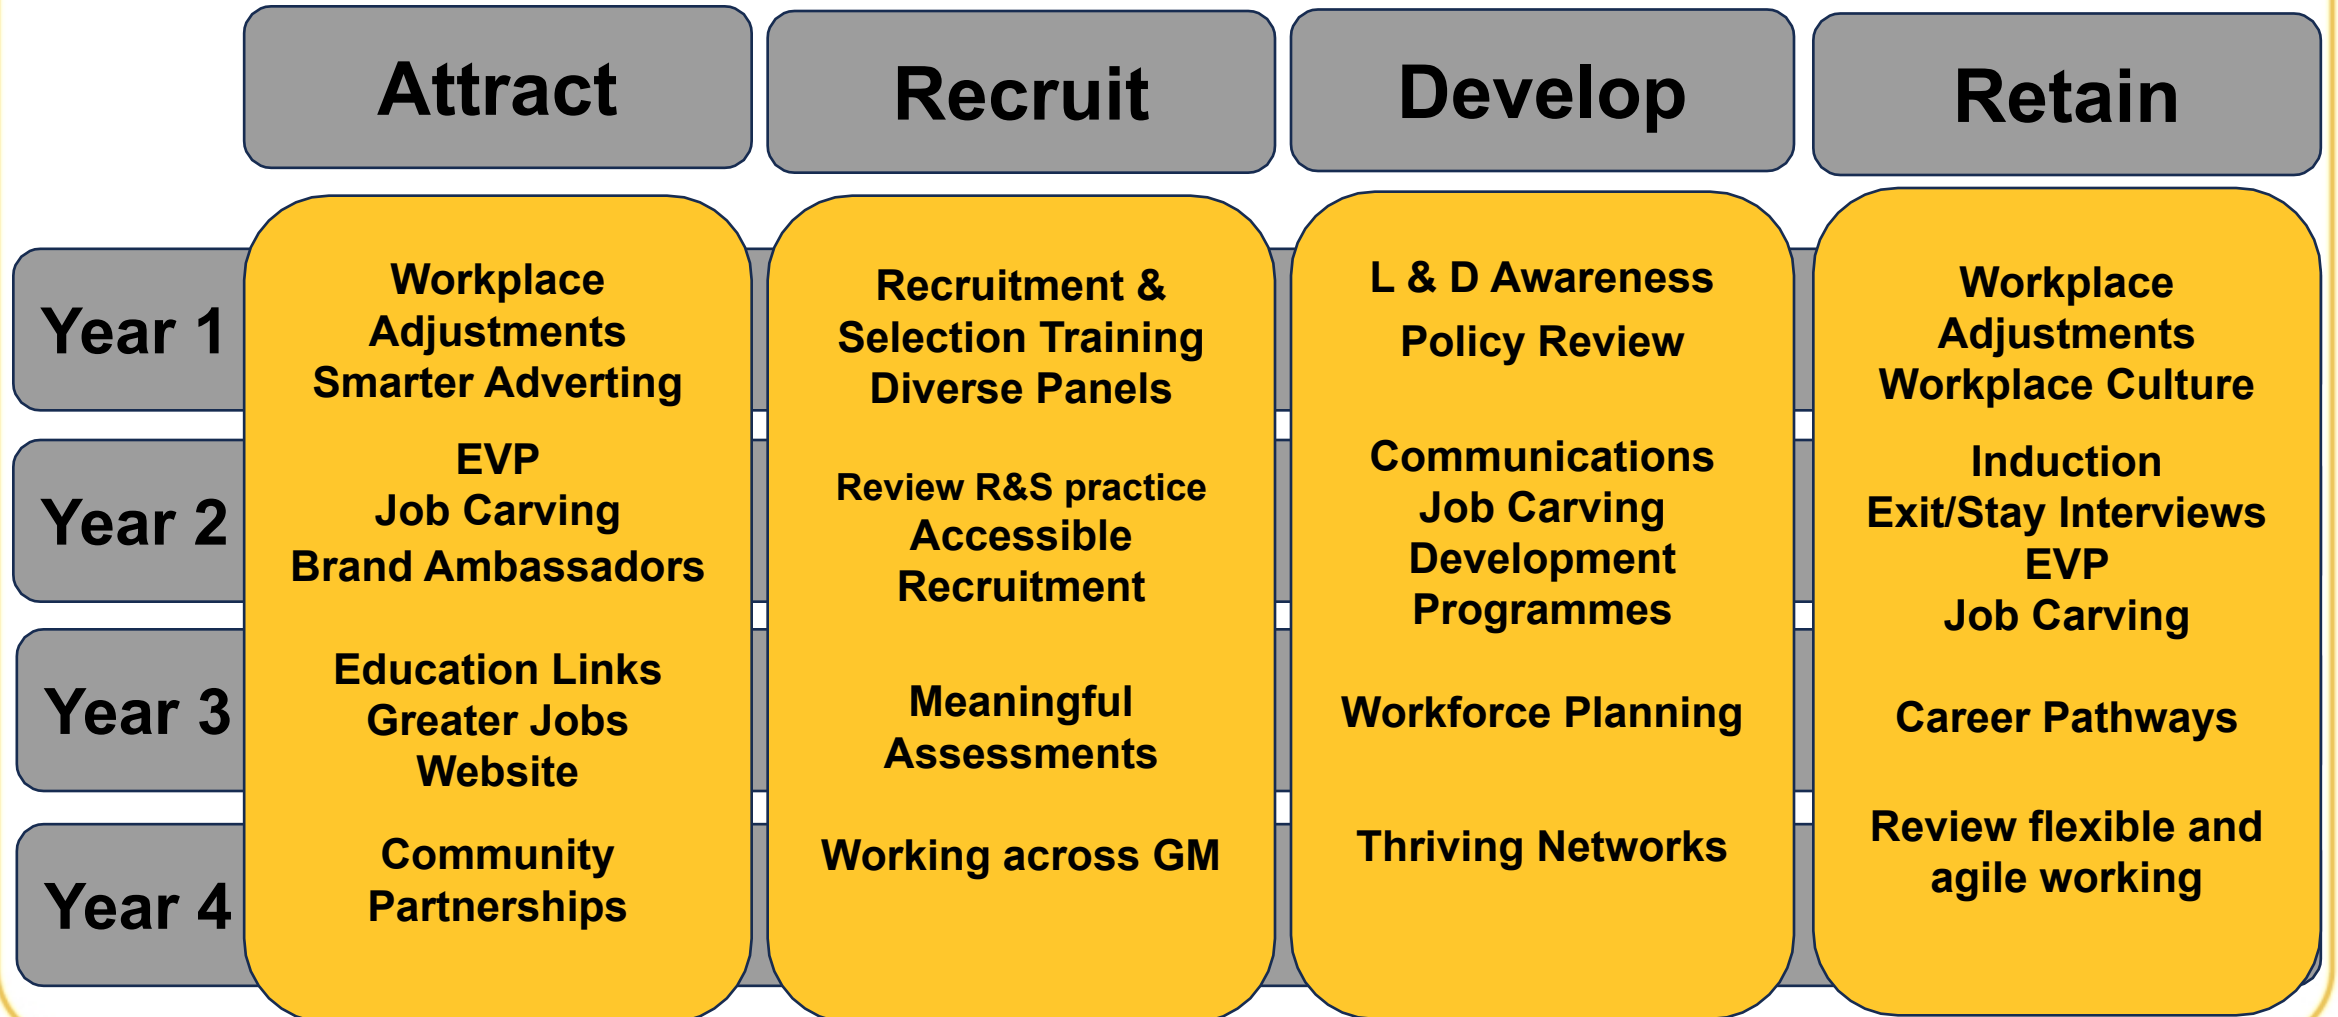 Attract
Recruit
Develop
Retain
Year 1
Workplace
Adjustments
Smarter Adverting
Recruitment &
Selection Training
Diverse Panels
L & D Awareness
Policy Review
Workplace
Adjustments
Workplace Culture
Year 2
EVP
Job Carving
Brand Ambassadors
Review R&S practice
Accessible
Recruitment
Communications
Job Carving
Development
Programmes
Induction
Exit/Stay Interviews
EVP
Job Carving
Year 3
Education Links
Greater Jobs
Website
Meaningful
Assessments
Workforce Planning
Career Pathways
Year 4
Community
Partnerships
Working across GM
Thriving Networks
Review flexible and
agile working